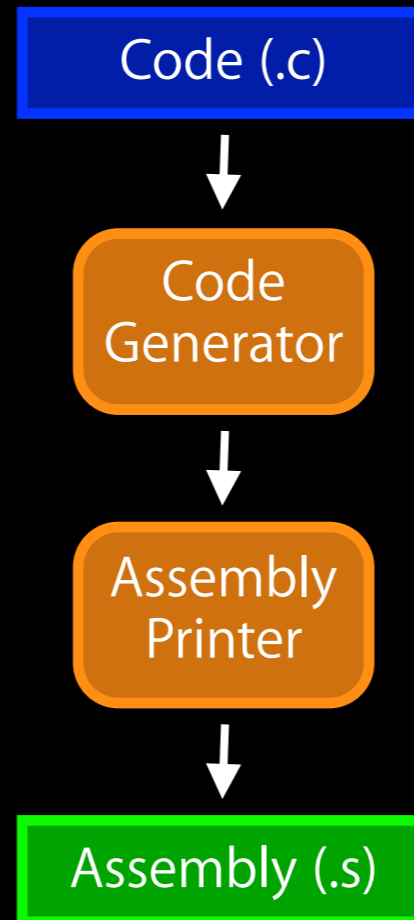 Code (.c)
Code
Generator
Assembly
Printer
Assembly (.s)